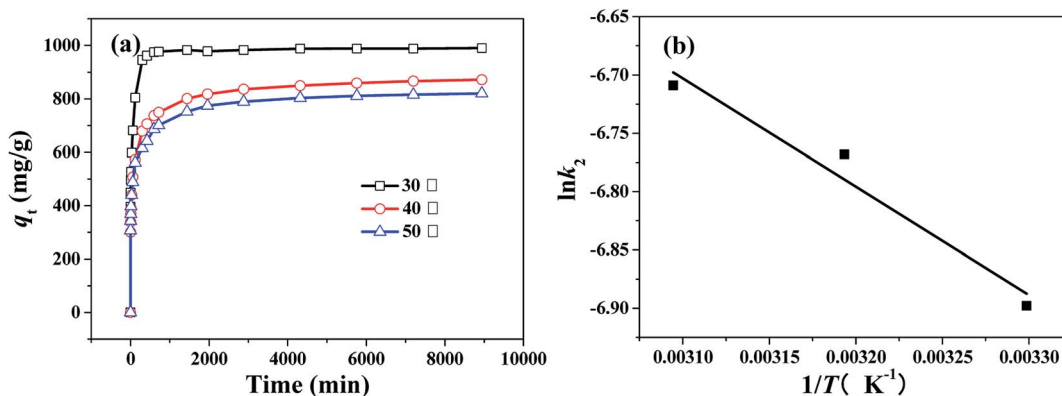 (a)
1000
800
600
400
200
0
q_t (mg/g)
30 □
40 □
50 □
0 2000 4000 6000 8000 10000
Time (min)
(b)
-6.65
-6.70
-6.75
-6.80
-6.85
-6.90
lnk₂
0.00310 0.00315 0.00320 0.00325 0.00330
1/T( K⁻¹)